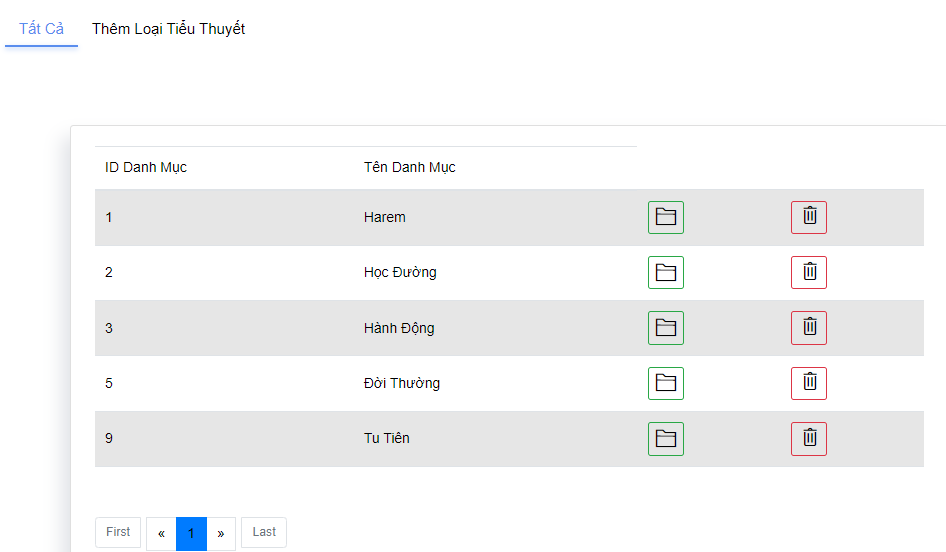 Tất Cả Thêm Loại Tiểu Thuyết
ID Danh Mục Tên Danh Mục
1 Harem
2 Học Đường
3 Hành Động
5 Đời Thường
9 Tu Tiên
First « 1 » Last